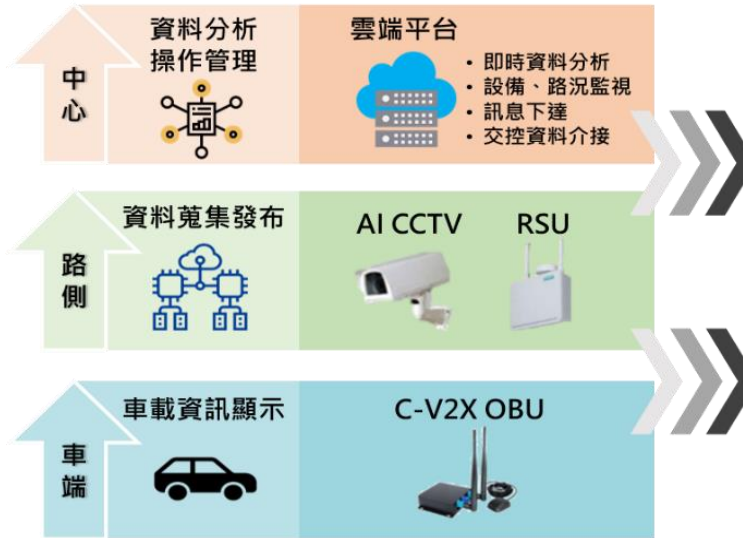 中心
資料分析
操作管理
雲端平台
• 即時資料分析
• 設備、路況監視
• 訊息下達
• 交控資料介接
路側
資料蒐集發布
AI CCTV
RSU
車端
車載資訊顯示
C-V2X OBU